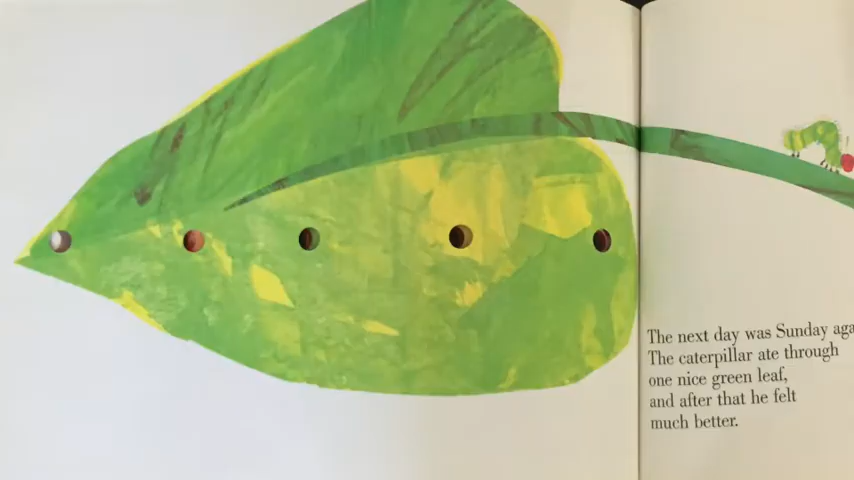 The next day was Sunday aga
The caterpillar ate through
one nice green leaf,
and after that he felt
much better.